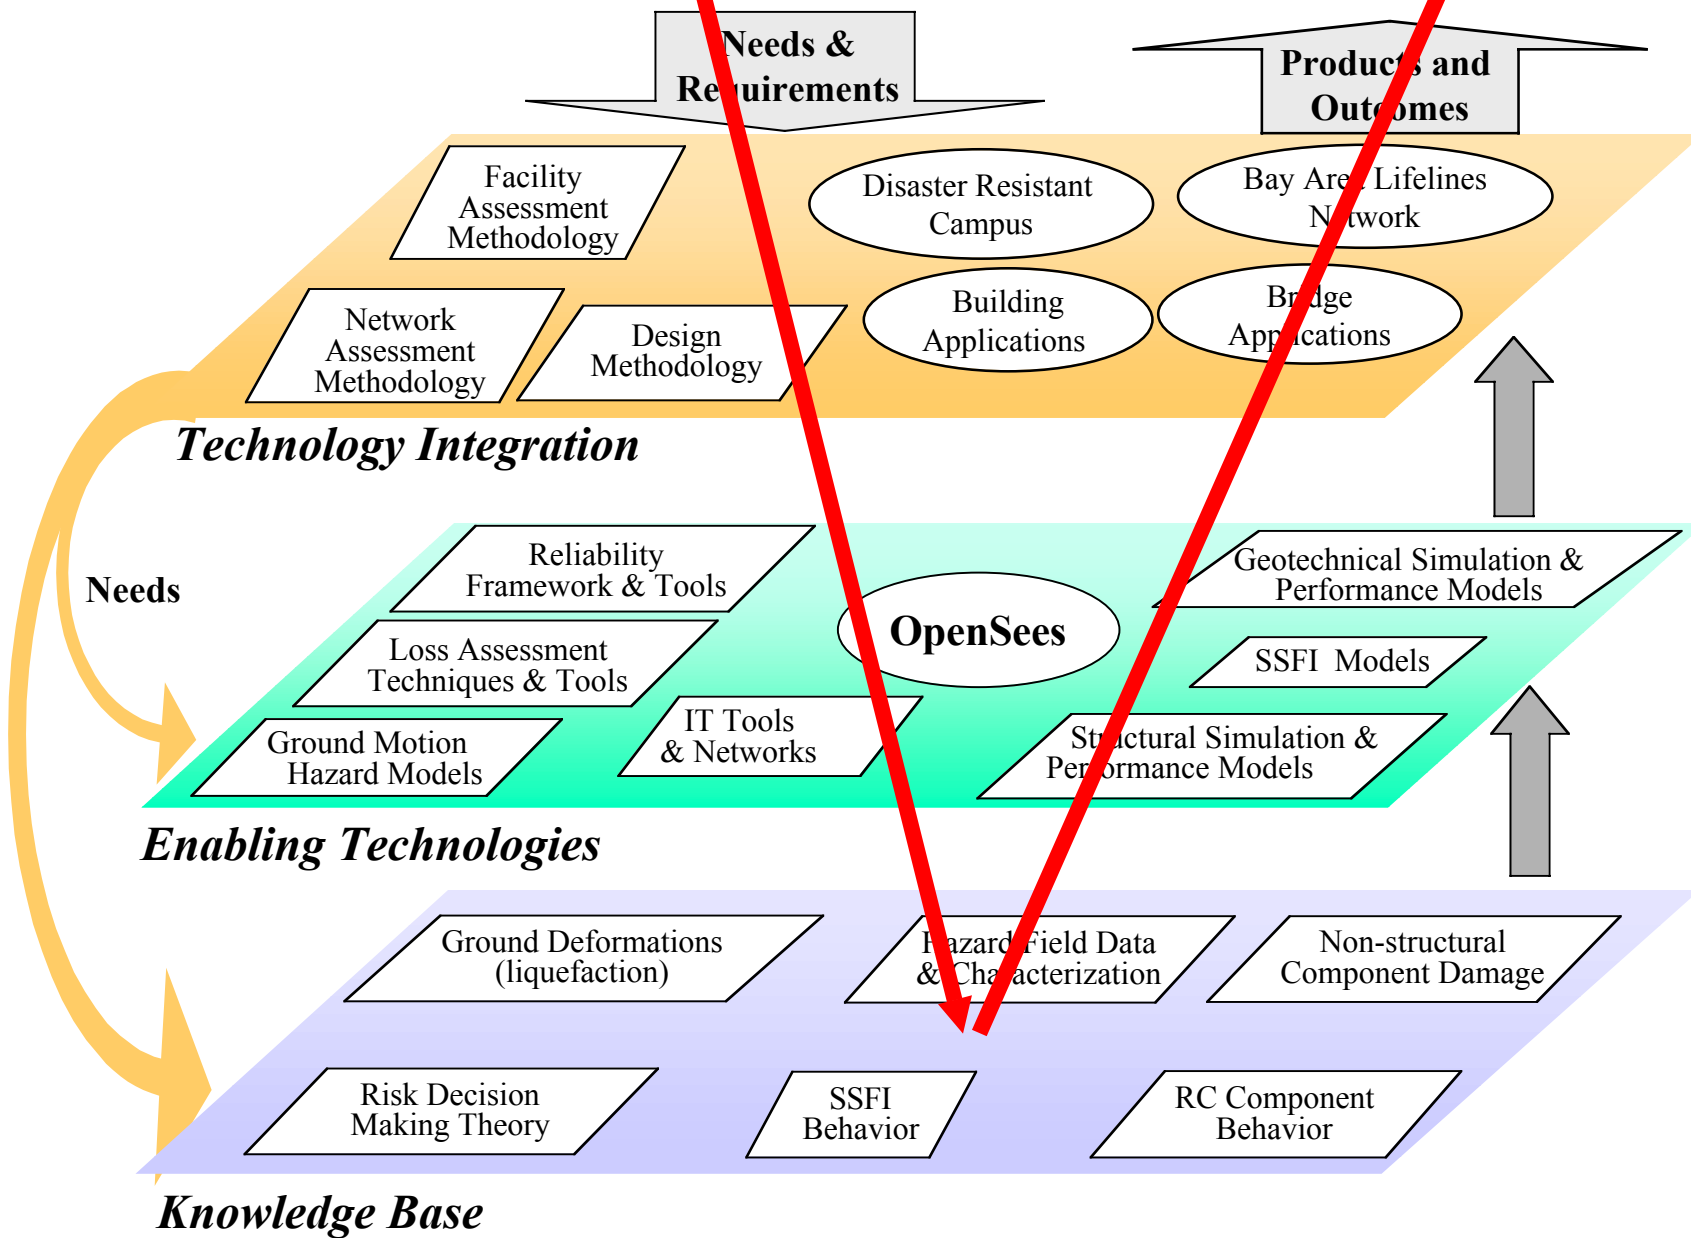 Needs &
Requirements
Products and
Outcomes
Facility
Assessment
Methodology
Disaster Resistant
Campus
Bay Area Lifelines
Network
Network
Assessment
Methodology
Design
Methodology
Building
Applications
Bridge
Applications
Technology Integration
Needs
Reliability
Framework & Tools
OpenSees
Geotechnical Simulation &
Performance Models
Loss Assessment
Techniques & Tools
SSFI Models
Ground Motion
Hazard Models
IT Tools
& Networks
Structural Simulation &
Performance Models
Enabling Technologies
Ground Deformations
(liquefaction)
Hazard Field Data
& Characterization
Non-structural
Component Damage
Risk Decision
Making Theory
SSFI
Behavior
RC Component
Behavior
Knowledge Base